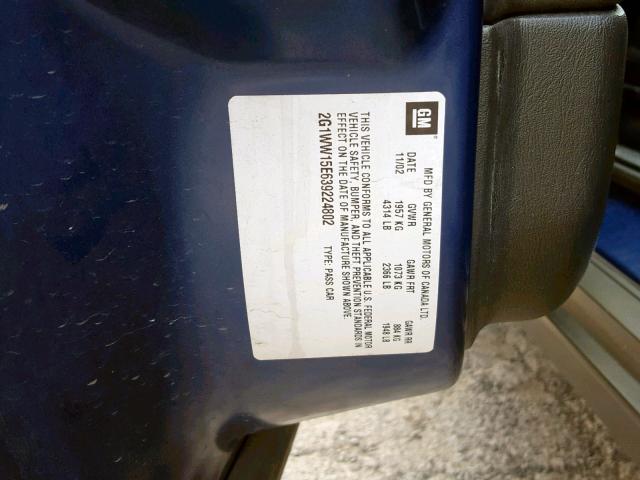 GM
MFD BY GENERAL MOTORS OF CANADA LTD.
DATE GVWR GAWR FRT GAWR RR
11/02 1957 KG 1073 KG 884 KG
4314 LB 2366 LB 1948 LB
THIS VEHICLE CONFORMS TO ALL APPLICABLE U.S. FEDERAL MOTOR
VEHICLE SAFETY, BUMPER, AND THEFT PREVENTION STANDARDS IN
EFFECT ON THE DATE OF MANUFACTURE SHOWN ABOVE.
2G1WW15E639224802 TYPE: PASS CAR